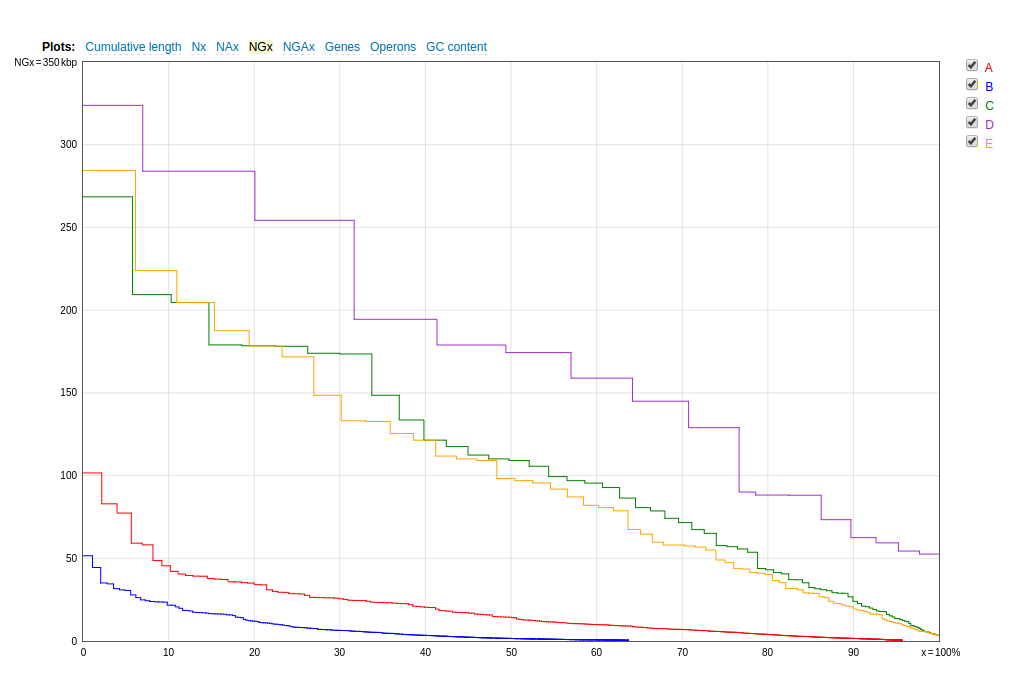 Plots: Cumulative length Nx NAx NGx NGAx Genes Operons GC content
NGx=350 kbp
300
250
200
150
100
50
0
0 10 20 30 40 50 60 70 80 90 x=100%
A
B
C
D
E